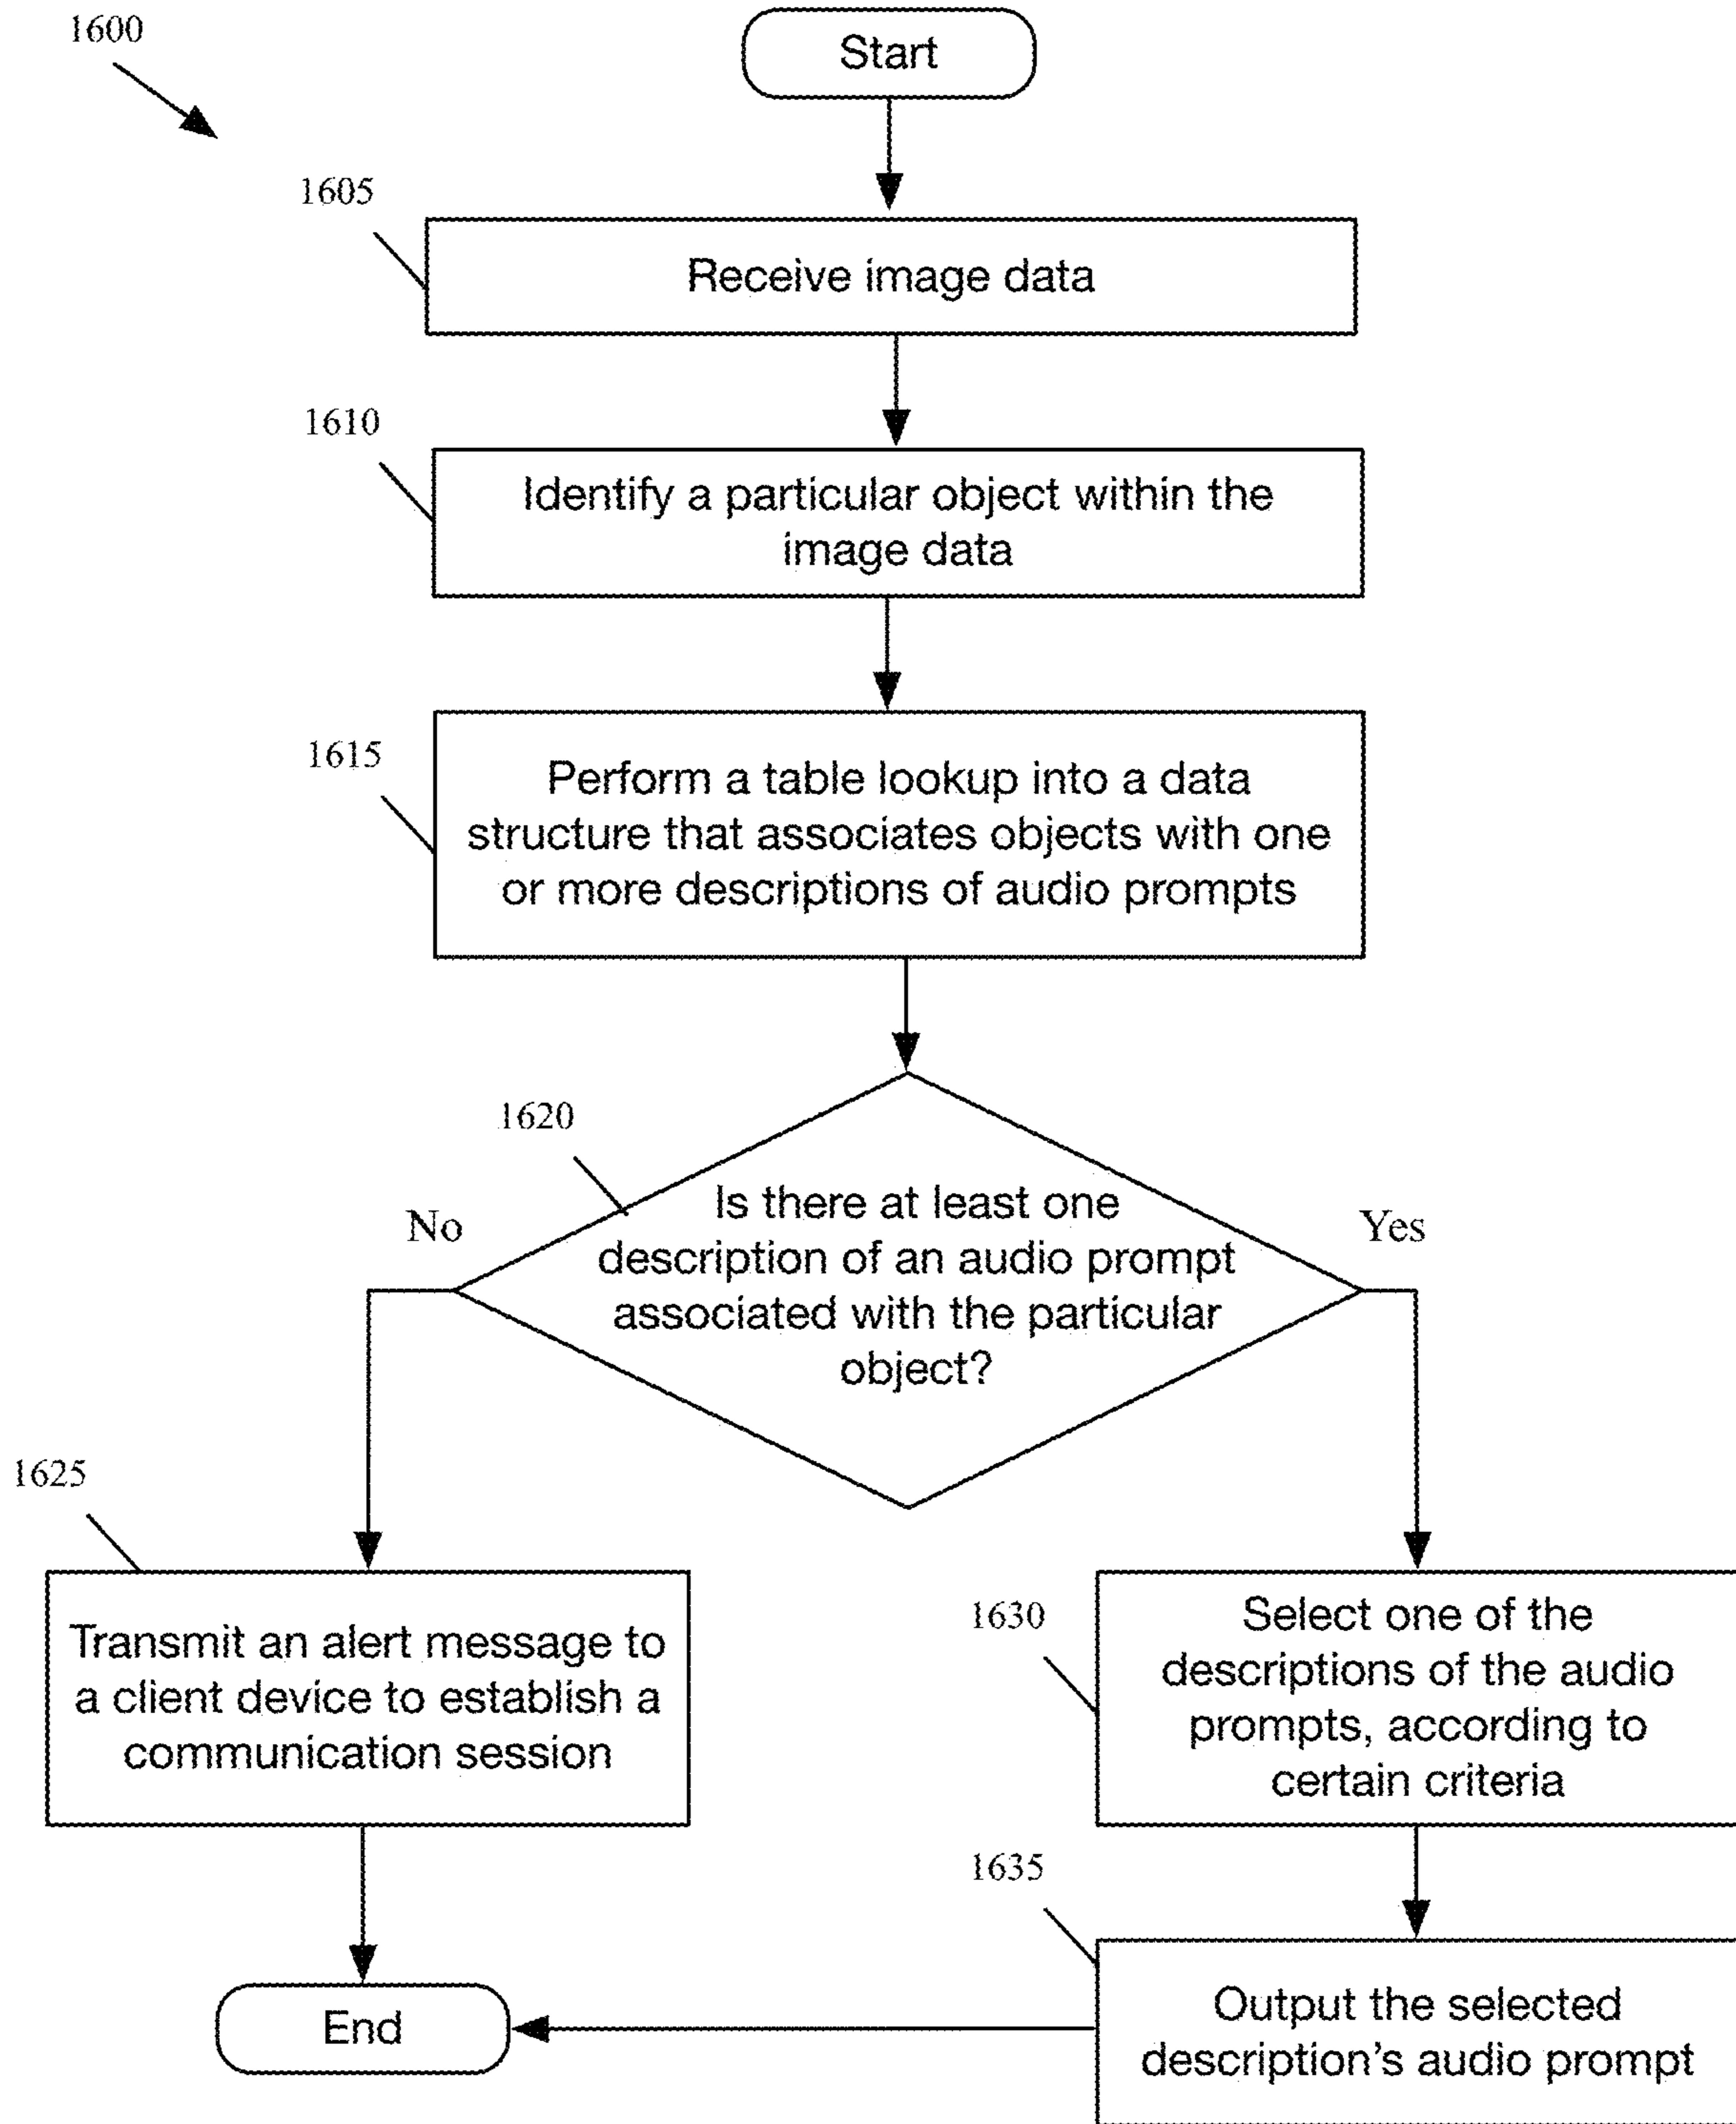 1600
Start
1605
Receive image data
1610
Identify a particular object within the
image data
1615
Perform a table lookup into a data
structure that associates objects with one
or more descriptions of audio prompts
1620
No
Yes
Is there at least one
description of an audio prompt
associated with the particular
object?
1625
Transmit an alert message to
a client device to establish a
communication session
1630
Select one of the
descriptions of the audio
prompts, according to
certain criteria
1635
End
Output the selected
description's audio prompt